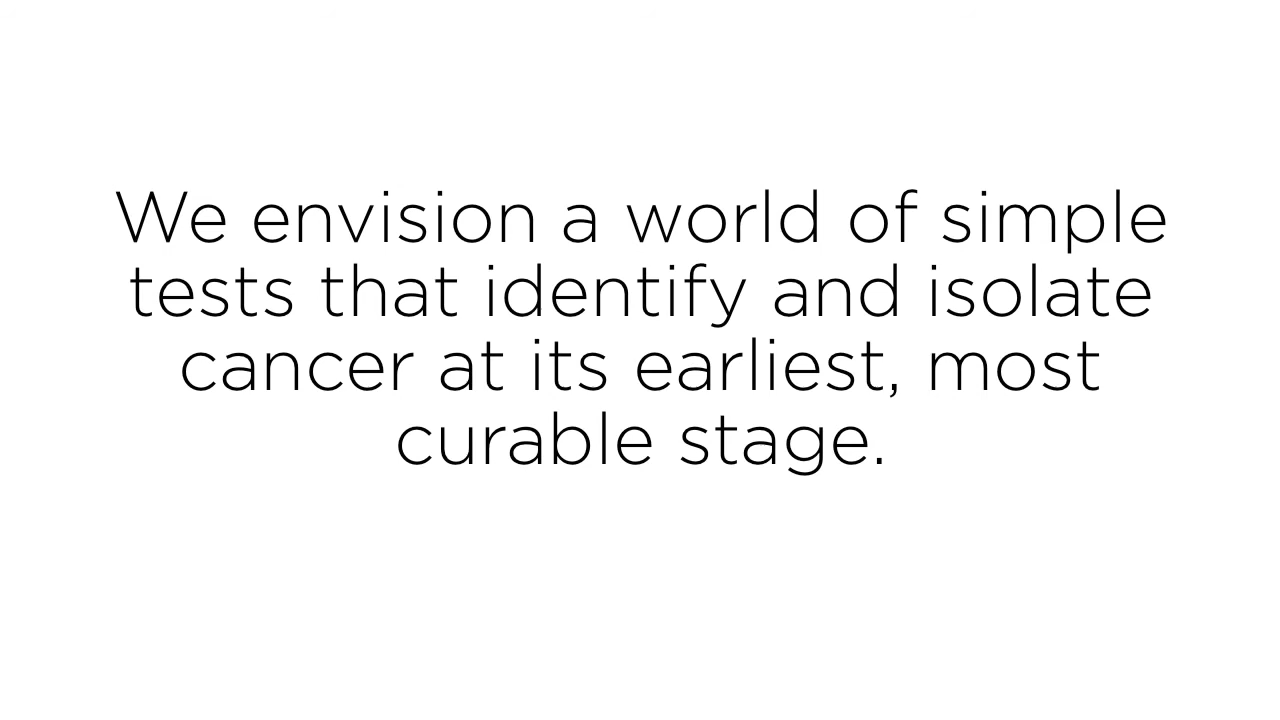 We envision a world of simple
tests that identify and isolate
cancer at its earliest, most
curable stage.